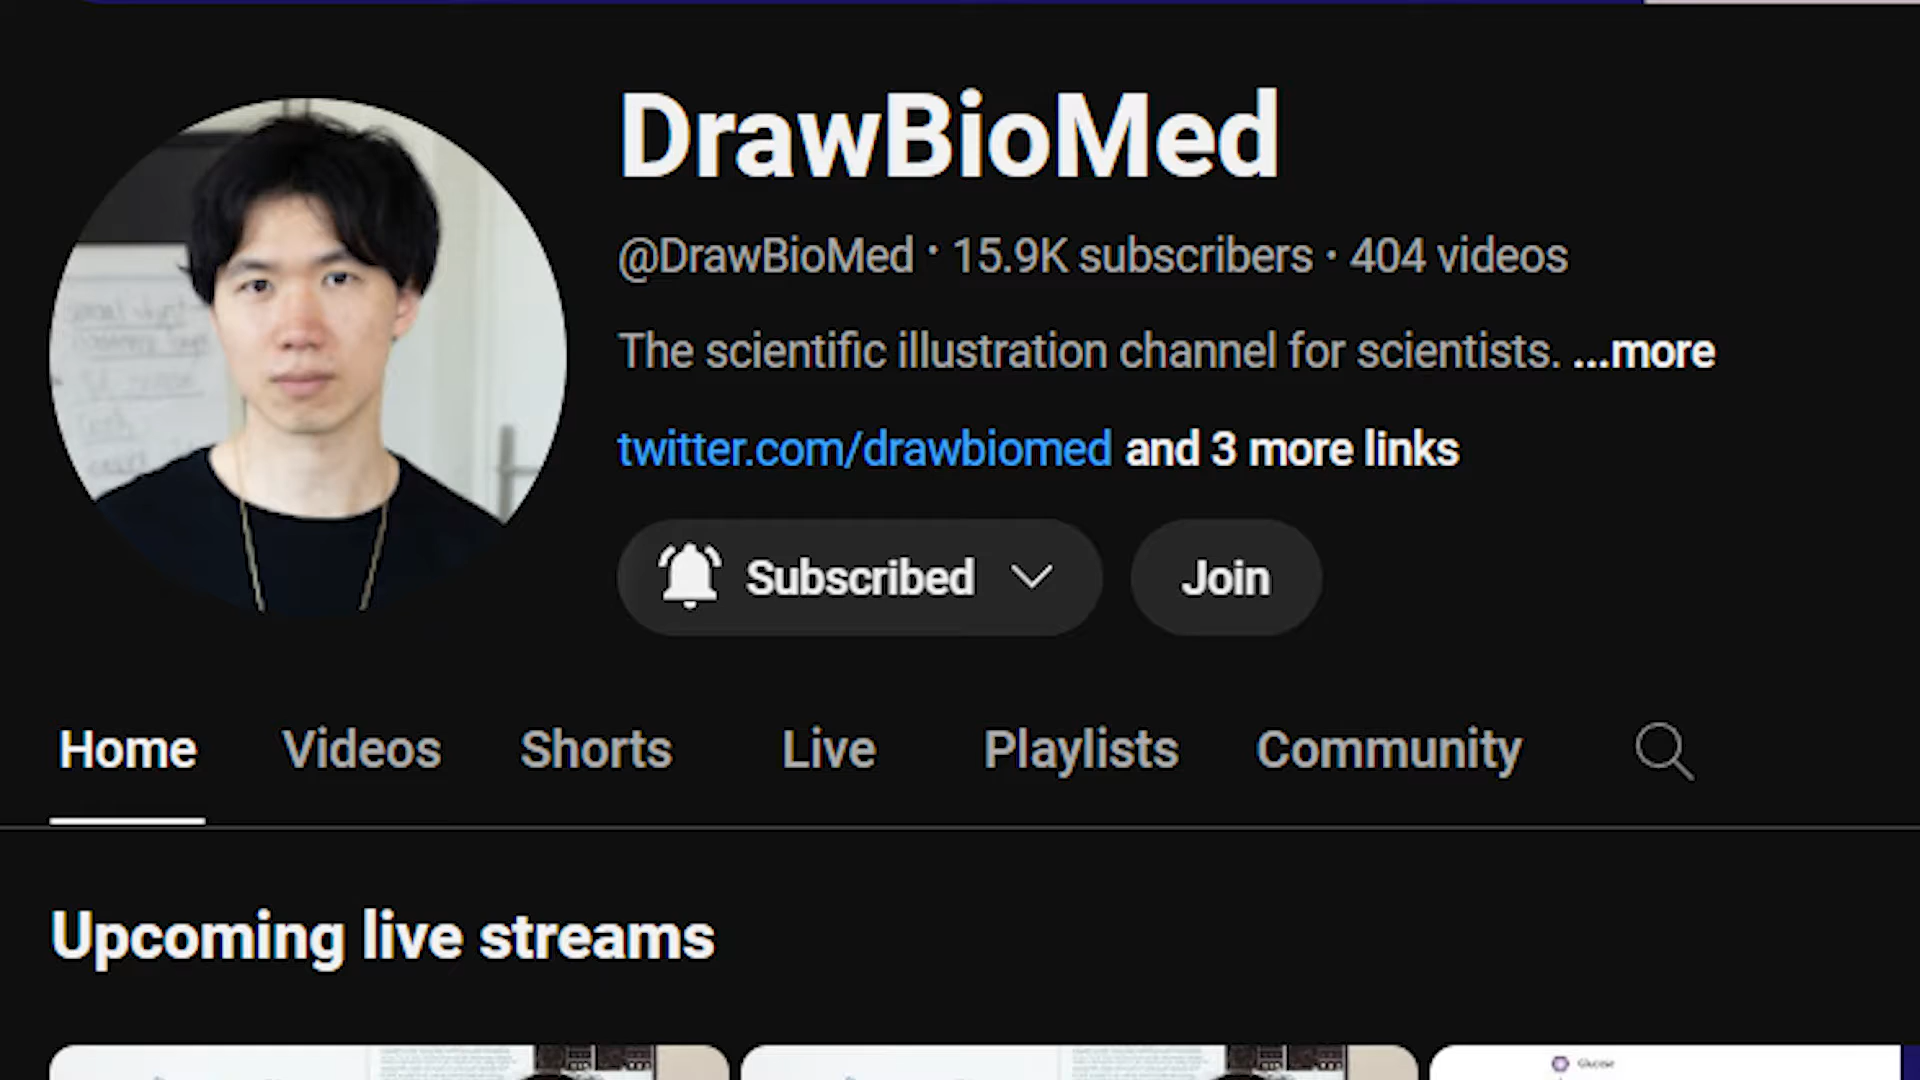 DrawBioMed
@DrawBioMed · 15.9K subscribers · 404 videos
The scientific illustration channel for scientists. ...more
twitter.com/drawbiomed and 3 more links
Subscribed
Join
Home Videos Shorts Live Playlists Community
Upcoming live streams
Glucose